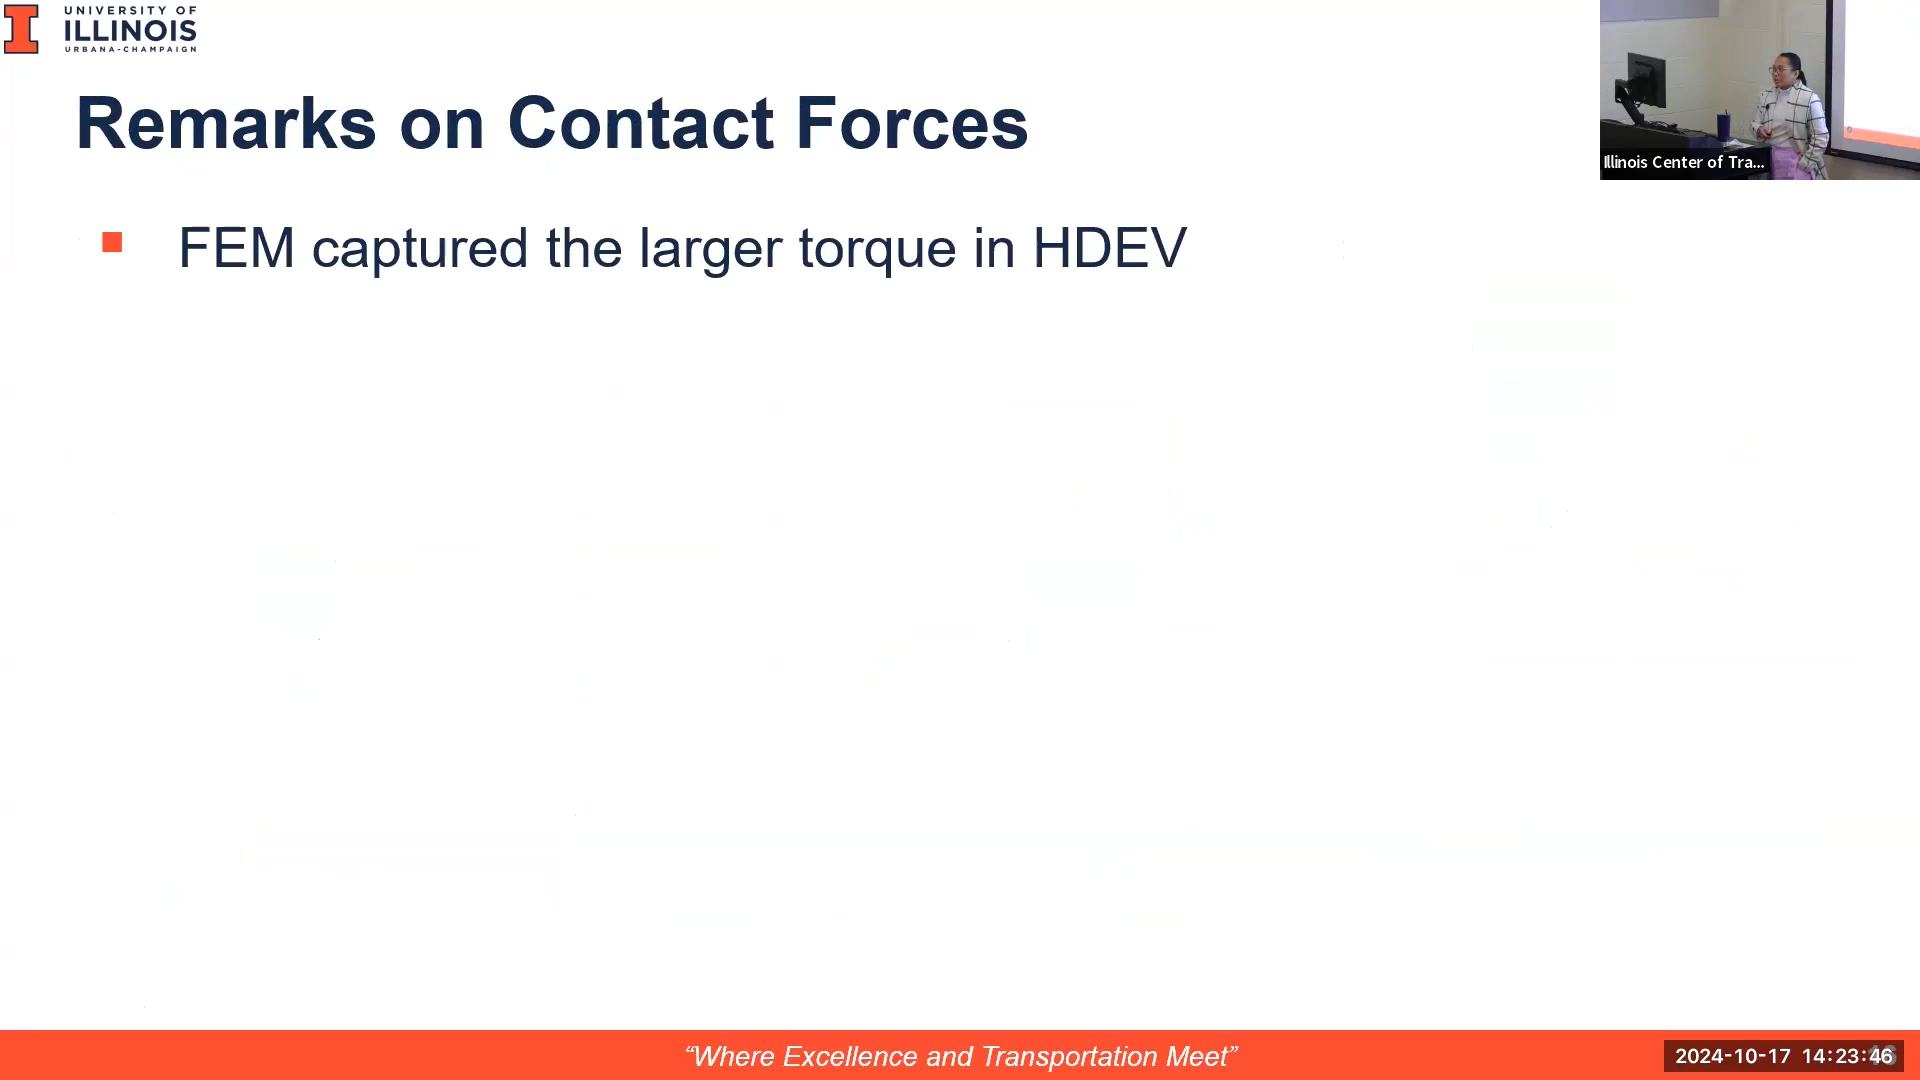 UNIVERSITY OF
ILLINOIS
URBANA-CHAMPAIGN
Illinois Center of Tra...
Remarks on Contact Forces
FEM captured the larger torque in HDEV
“Where Excellence and Transportation Meet”
2024-10-17 14:23:46